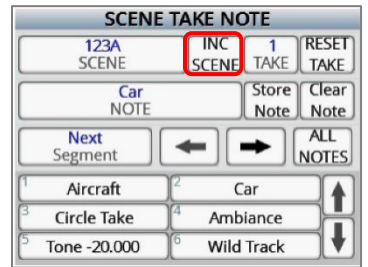 SCENE TAKE NOTE
123A INC 1 RESET
SCENE SCENE TAKE TAKE
Car Store Clear
NOTE Note Note
Next ALL
Segment NOTES
1 Aircraft 2 Car
3 Circle Take 4 Ambiance
5 Tone -20.000 6 Wild Track